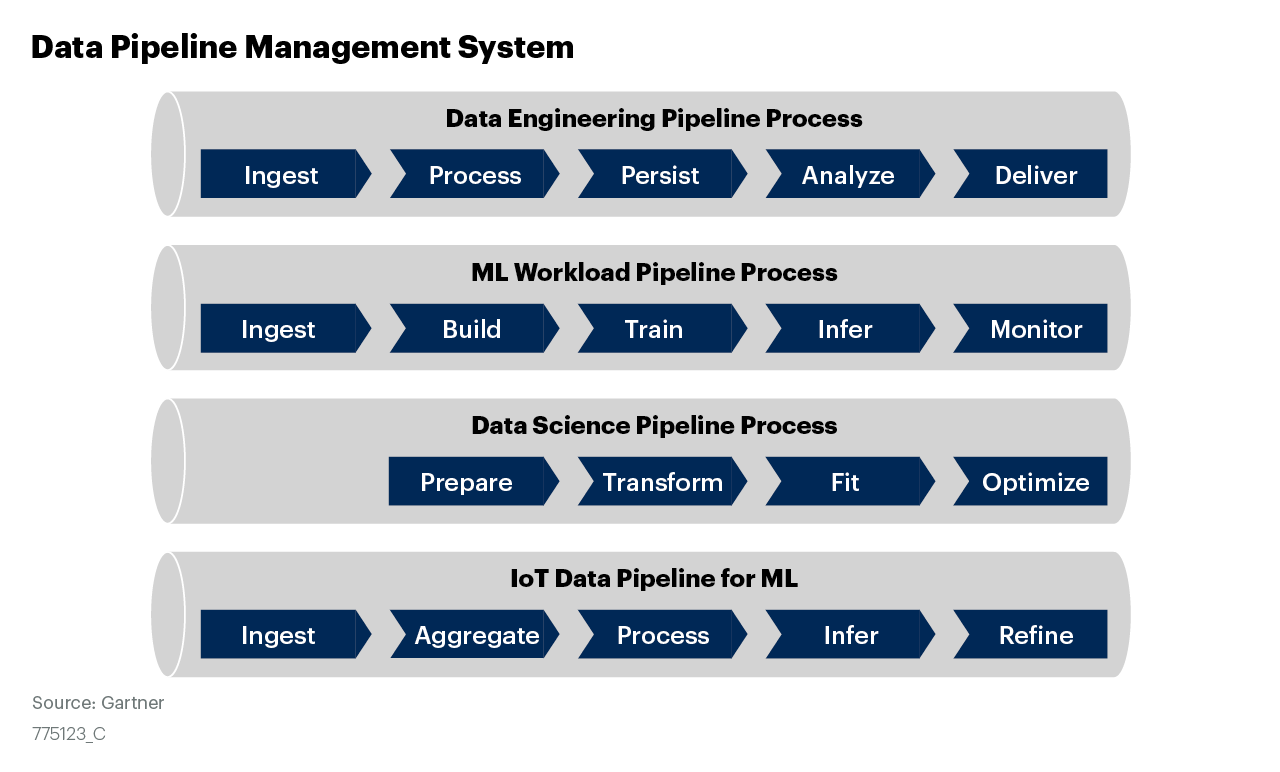 Data Pipeline Management System
Data Engineering Pipeline Process
Ingest Process Persist Analyze Deliver
ML Workload Pipeline Process
Ingest Build Train Infer Monitor
Data Science Pipeline Process
Prepare Transform Fit Optimize
IoT Data Pipeline for ML
Ingest Aggregate Process Infer Refine
Source: Gartner
775123_C